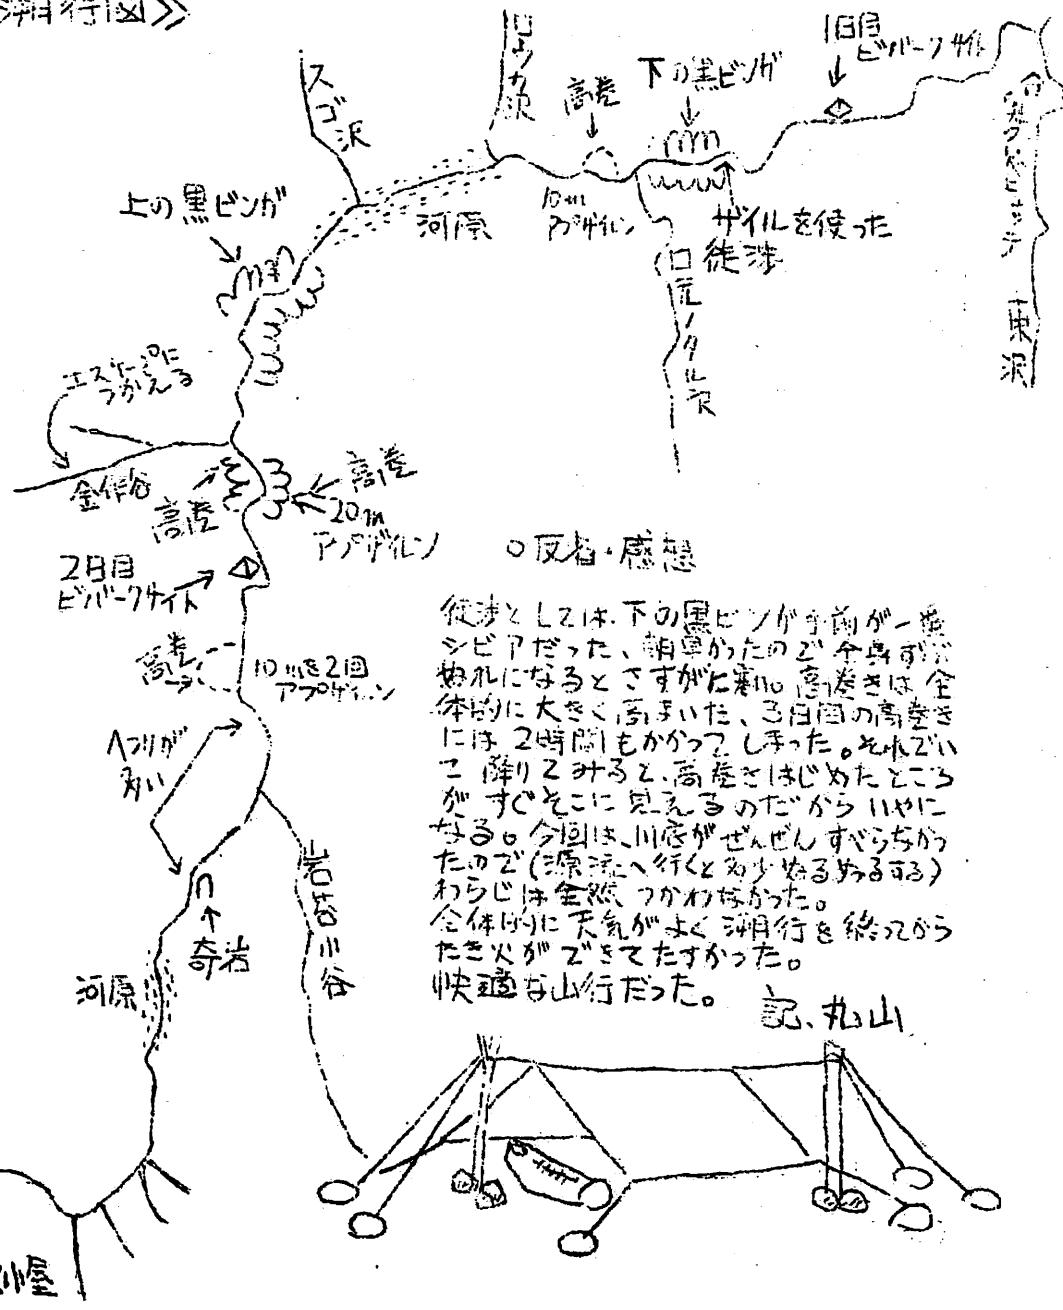 溯行図≫
1日目
ビバークサイト
下の黒ビンガ
高巻
スゴ沢
上の黒ビンガ
河原
10m
アプザイレン
ザイルを使った
徒渉
口元ノタル沢
東沢
エスケープに
つかえる
金作谷
高巻
高巻
20m
アプザイレン
2日目
ビバークサイト
高巻
10mを2回
アプザイレン
ヘツリが
多い
岩苔小谷
奇岩
河原
小屋
○反省・感想
徒渉としては、下の黒ビンガ手前が一番
シビアだった、朝早かったので全身ずぶ
ぬれになるとさすがに寒い。高巻きは全
体的に大きく高まいた、3日目の高巻き
には2時間もかかってしまった。それでい
て降りてみると、高巻きはじめたところ
がすぐそこに見えるのだからいやに
なる。今回は、川底がぜんぜんすべらなかっ
たので(源流へ行くと多少ぬるぬるする)
わらじは全然つかわなかった。
全体的に天気がよく溯行を終ってから
たき火ができてたすかった。
快適な山行だった。
記、丸山